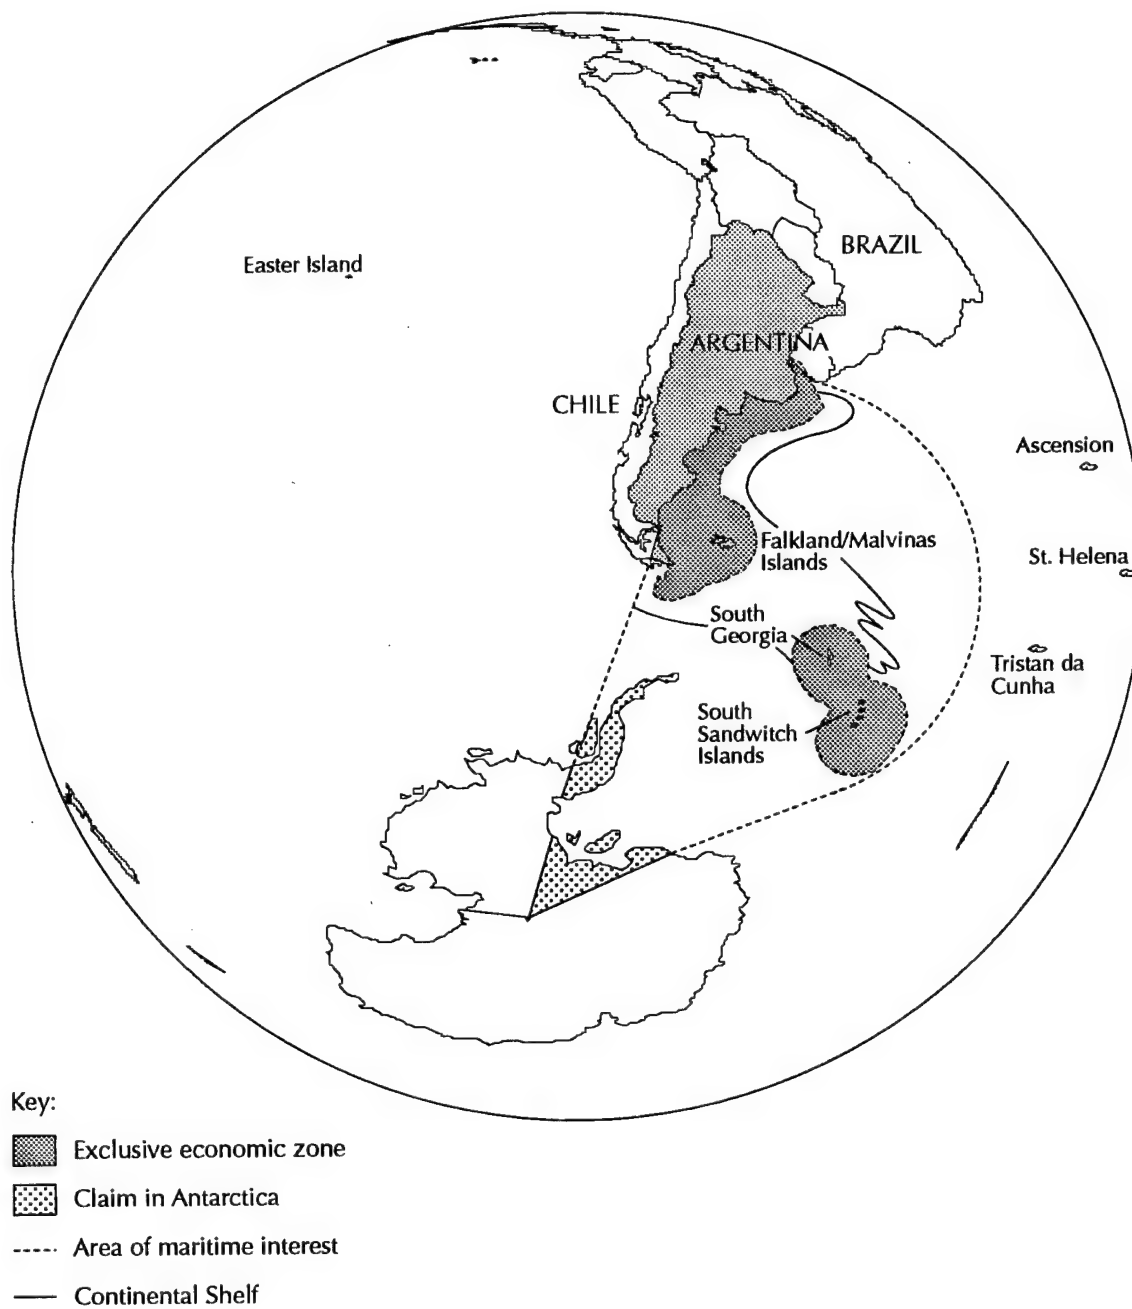 BRAZIL
Easter Island
ARGENTINA
CHILE
Ascension
Falkland/Malvinas
Islands
St. Helena
South
Georgia
Tristan da
Cunha
South
Sandwitch
Islands
Key:
Exclusive economic zone
Claim in Antarctica
Area of maritime interest
Continental Shelf